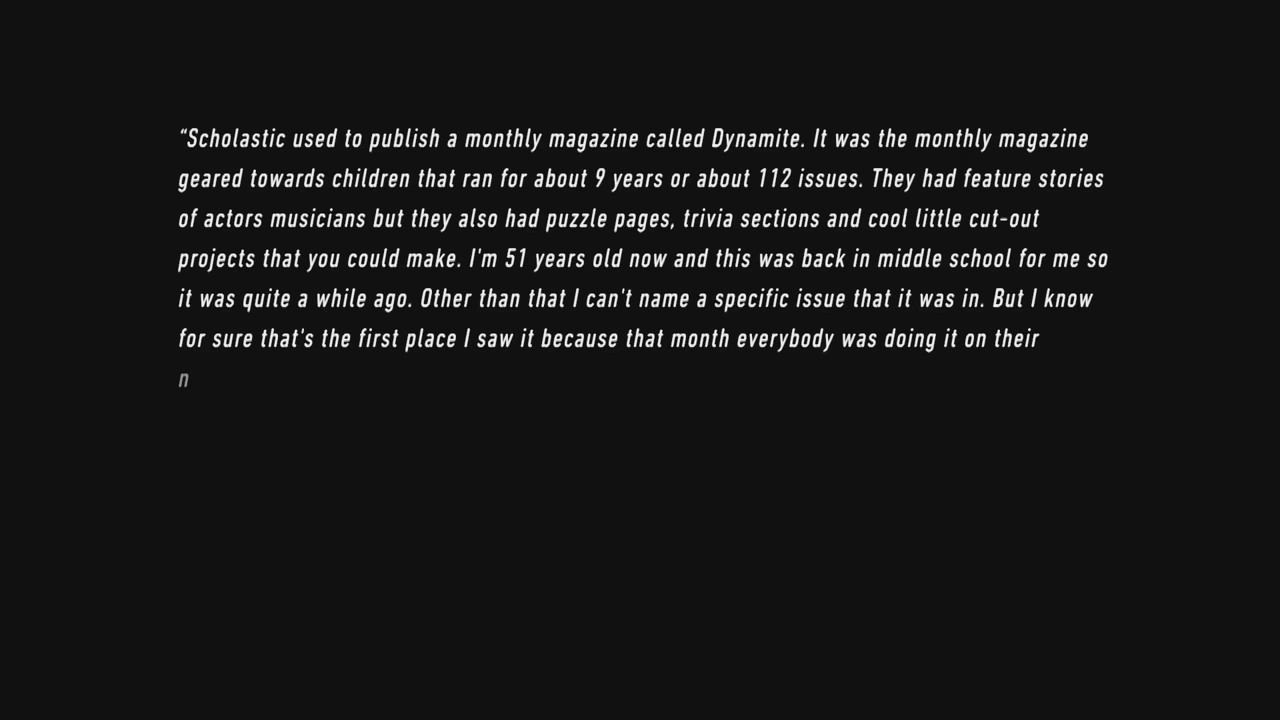 “Scholastic used to publish a monthly magazine called Dynamite. It was the monthly magazine
geared towards children that ran for about 9 years or about 112 issues. They had feature stories
of actors musicians but they also had puzzle pages, trivia sections and cool little cut-out
projects that you could make. I'm 51 years old now and this was back in middle school for me so
it was quite a while ago. Other than that I can't name a specific issue that it was in. But I know
for sure that's the first place I saw it because that month everybody was doing it on their
n